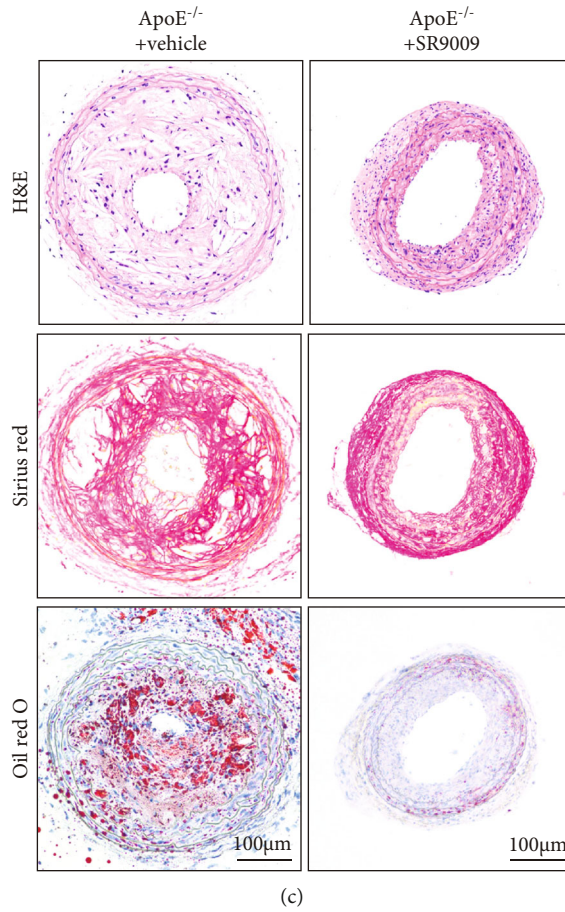 ApoE⁻/⁻
+vehicle
ApoE⁻/⁻
+SR9009
H&E
Sirius red
Oil red O
100μm
100μm
(c)